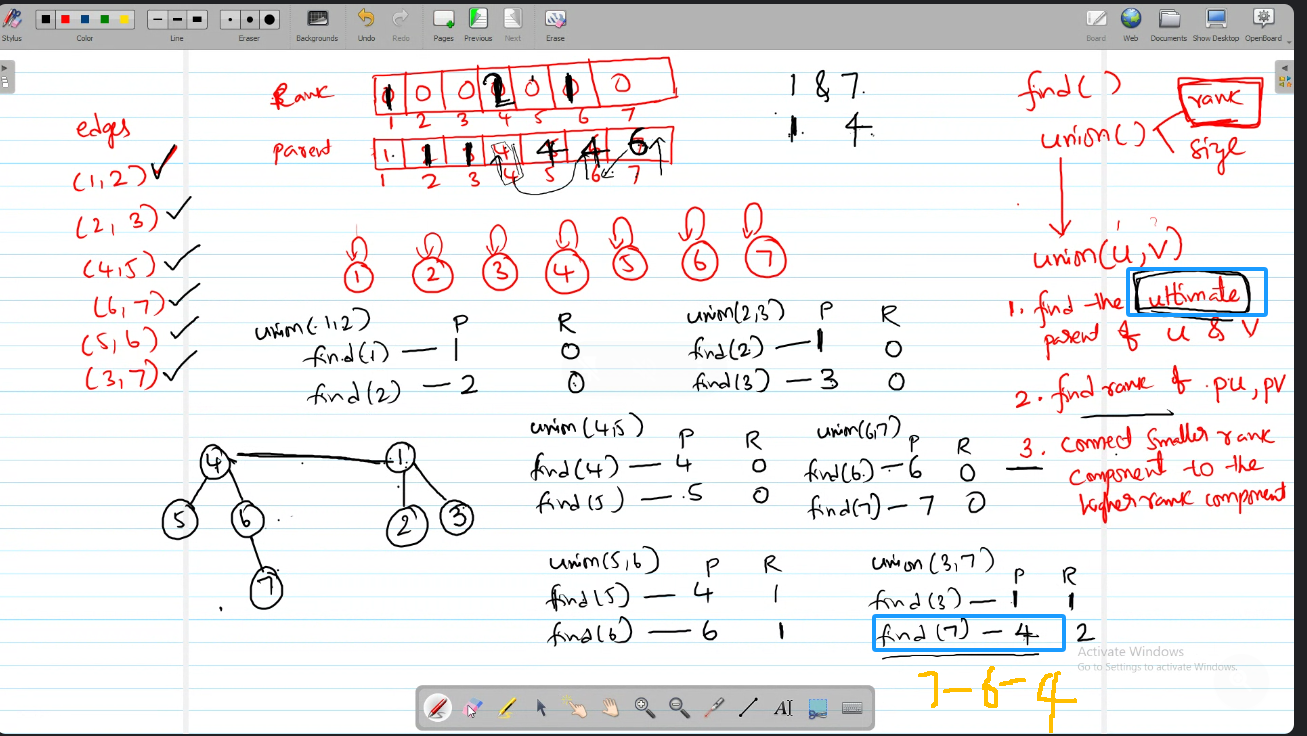 Stylus
Color
Line
Eraser
Backgrounds
Undo
Redo
Pages
Previous
Next
Erase
Board
Web
Documents
Show Desktop
OpenBoard
Rank
1 0 0 2 0 1 0
1 2 3 4 5 6 7
parent
1 1 1 4 4 4 6
1 2 3 4 5 6 7
edges
(1,2)
(2,3)
(4,5)
(6,7)
(5,6)
(3,7)
1 & 7
1 4
find()
union()
rank
size
1 2 3 4 5 6 7
union(u,v)
1. find the ultimate
parent of u & v
2. find rank of pu, pv
3. connect smaller rank
component to the
higher rank component
union(1,2) P R
find(1) — 1 0
find(2) — 2 0
union(2,3) P R
find(2) — 1 0
find(3) — 3 0
union(4,5) P R
find(4) — 4 0
find(5) — 5 0
union(6,7) P R
find(6) — 6 0
find(7) — 7 0
4 1
5 6 2 3
7
union(5,6) P R
find(5) — 4 1
find(6) — 6 1
union(3,7) P R
find(3) — 1 1
find(7) — 4 2
7-6-4
Activate Windows
Go to Settings to activate Windows.
AI